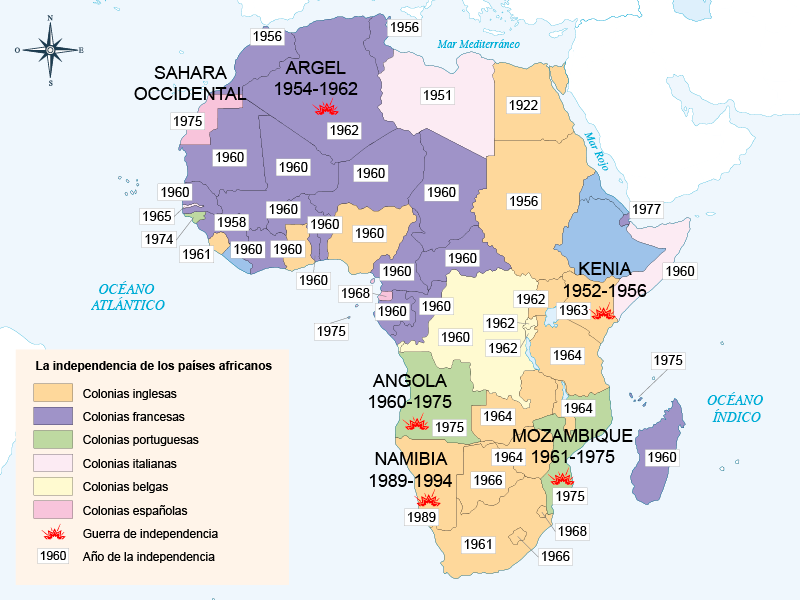 N
O
B
S
1956
1956
Mar Mediterráneo
SAHARA
OCCIDENTAL
ARGEL
1954-1962
1951
1922
1975
1962
Mar Rojo
1960
1960
1960
1960
1960
1956
1965
1958
1960
1960
1960
1977
1974
1961
1960
1960
1960
1960
1960
1960
KENIA
1952-1956
OCÉANO
ATLÁNTICO
1968
1960
1960
1962
1963
1975
1960
1962
1962
1964
La independencia de los países africanos
Colonias inglesas
Colonias francesas
Colonias portuguesas
Colonias italianas
Colonias belgas
Colonias españolas
Guerra de independencia
1960 Año de la independencia
1975
ANGOLA
1960-1975
1975
1964
1964
OCÉANO
ÍNDICO
MOZAMBIQUE
1961-1975
NAMIBIA
1989-1994
1964
1960
1966
1975
1989
1961
1968
1966